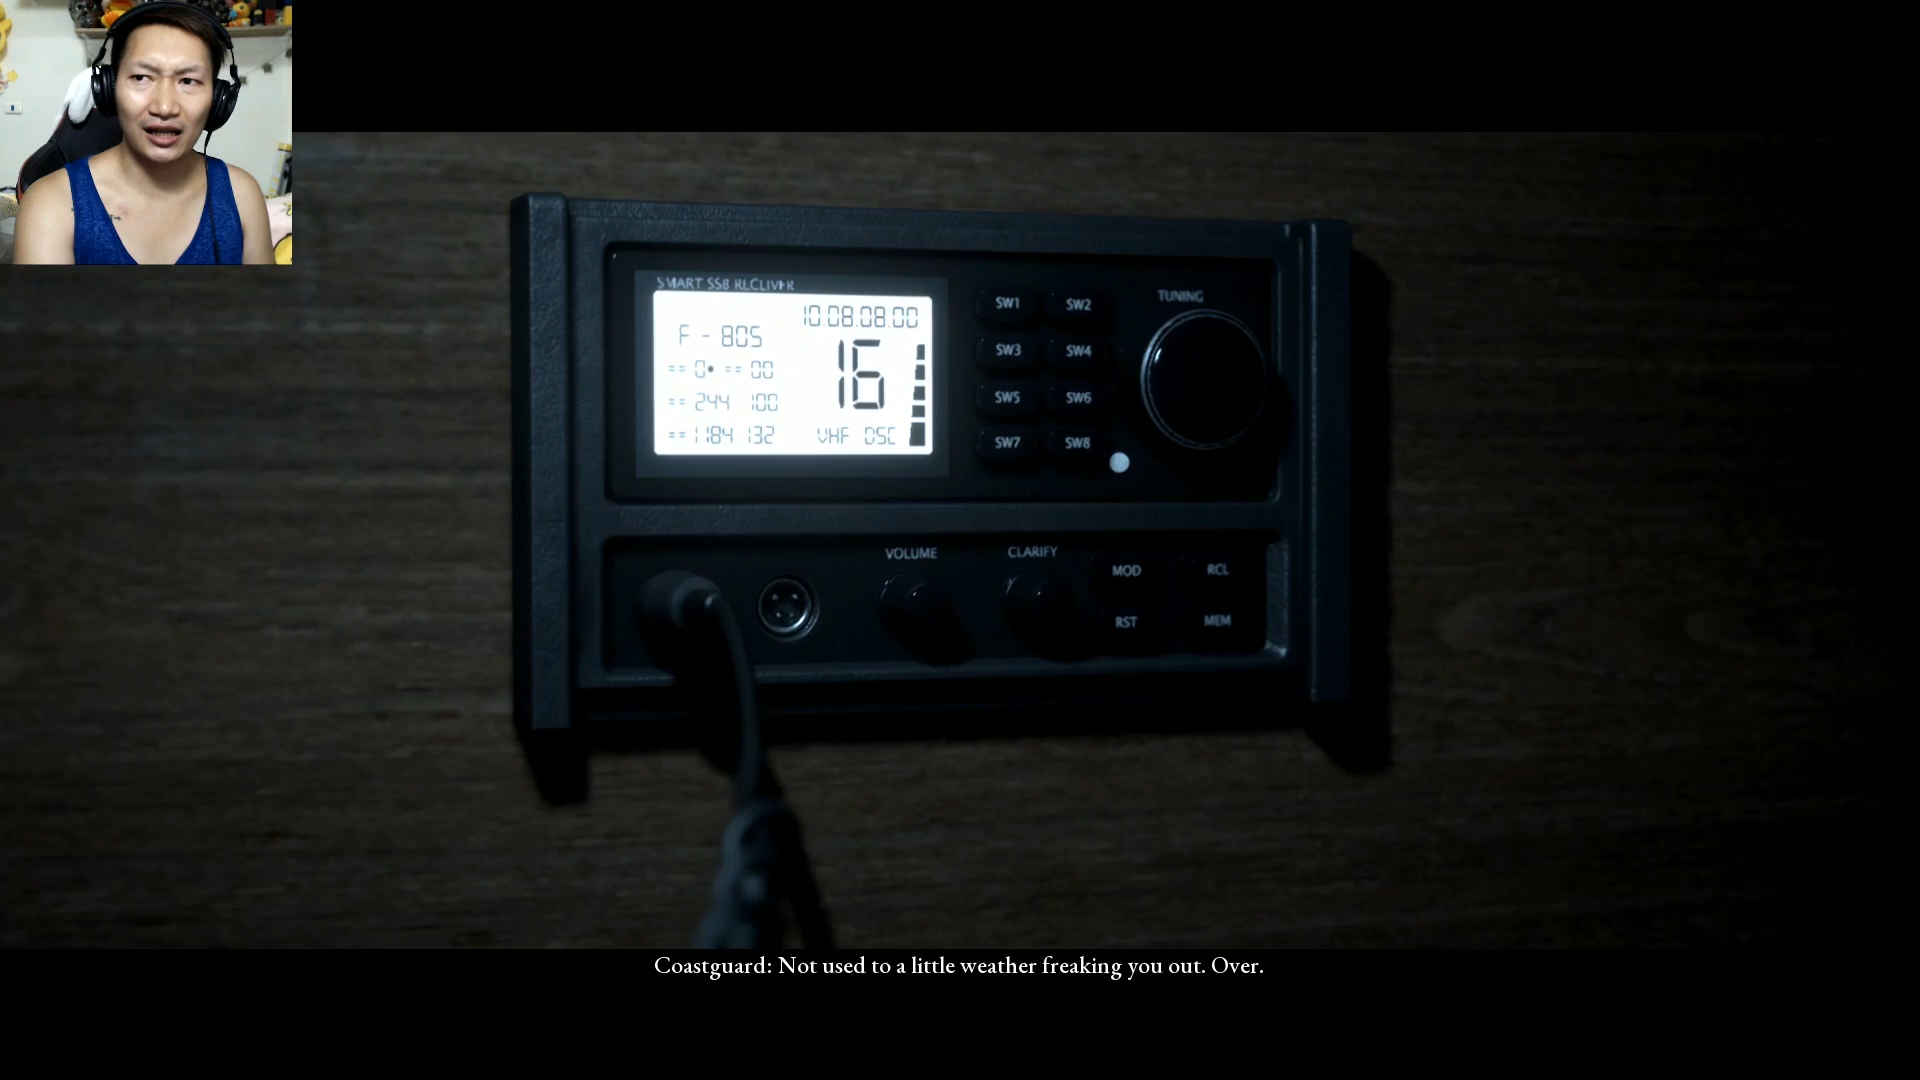 SMART SSB RECEIVER
10:08.08.00
F - 805
16
== 0• == 00
== 244 100
== 1184 132
VHF DSC
SW1 SW2
SW3 SW4
SW5 SW6
SW7 SW8
TUNING
VOLUME
CLARIFY
MOD
RCL
RST
MEM
Coastguard: Not used to a little weather freaking you out. Over.